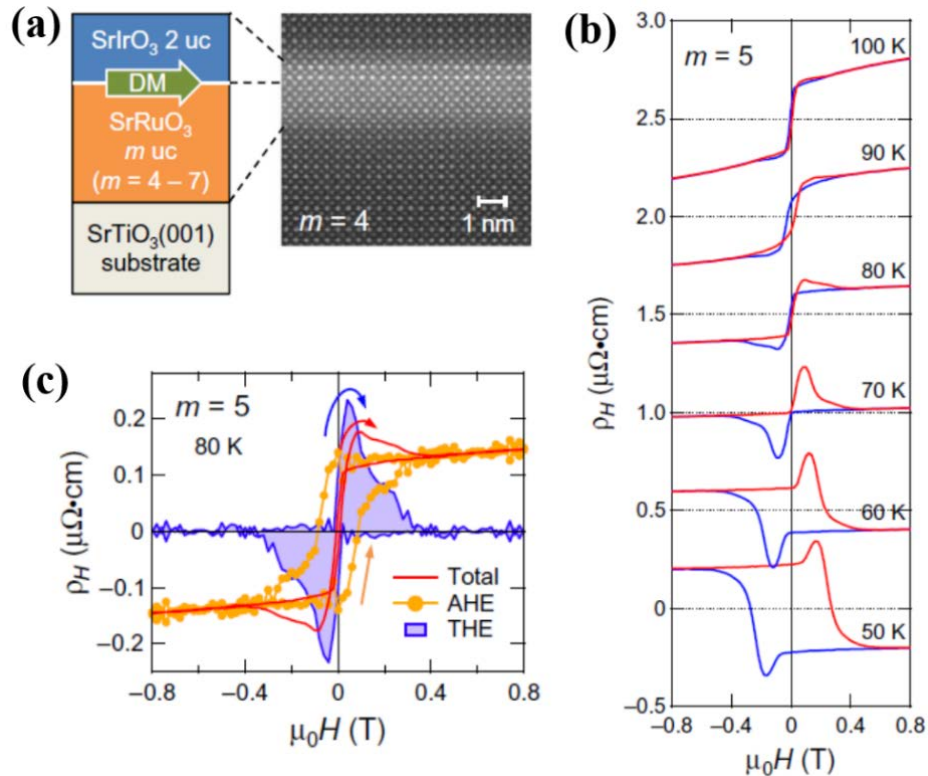 (a)
SrIrO₃ 2 uc
DM
SrRuO₃
m uc
(m = 4 – 7)
SrTiO₃(001)
substrate
m = 4
1 nm
(b)
m = 5
3.0
2.5
2.0
1.5
1.0
0.5
0
–0.5
ρH (μΩ•cm)
100 K
90 K
80 K
70 K
60 K
50 K
–0.8
–0.4
0
0.4
0.8
μ₀H (T)
(c)
m = 5
80 K
0.2
0.1
0
–0.1
–0.2
ρH (μΩ•cm)
Total
AHE
THE
–0.8
–0.4
0
0.4
0.8
μ₀H (T)